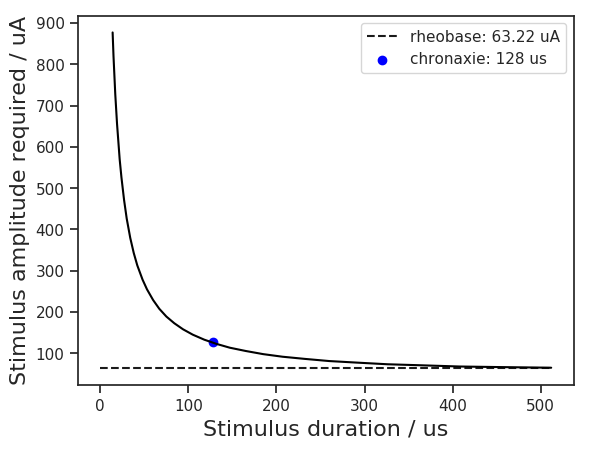 Stimulus amplitude required / uA
900
800
700
600
500
400
300
200
100
rheobase: 63.22 uA
chronaxie: 128 us
0 100 200 300 400 500
Stimulus duration / us